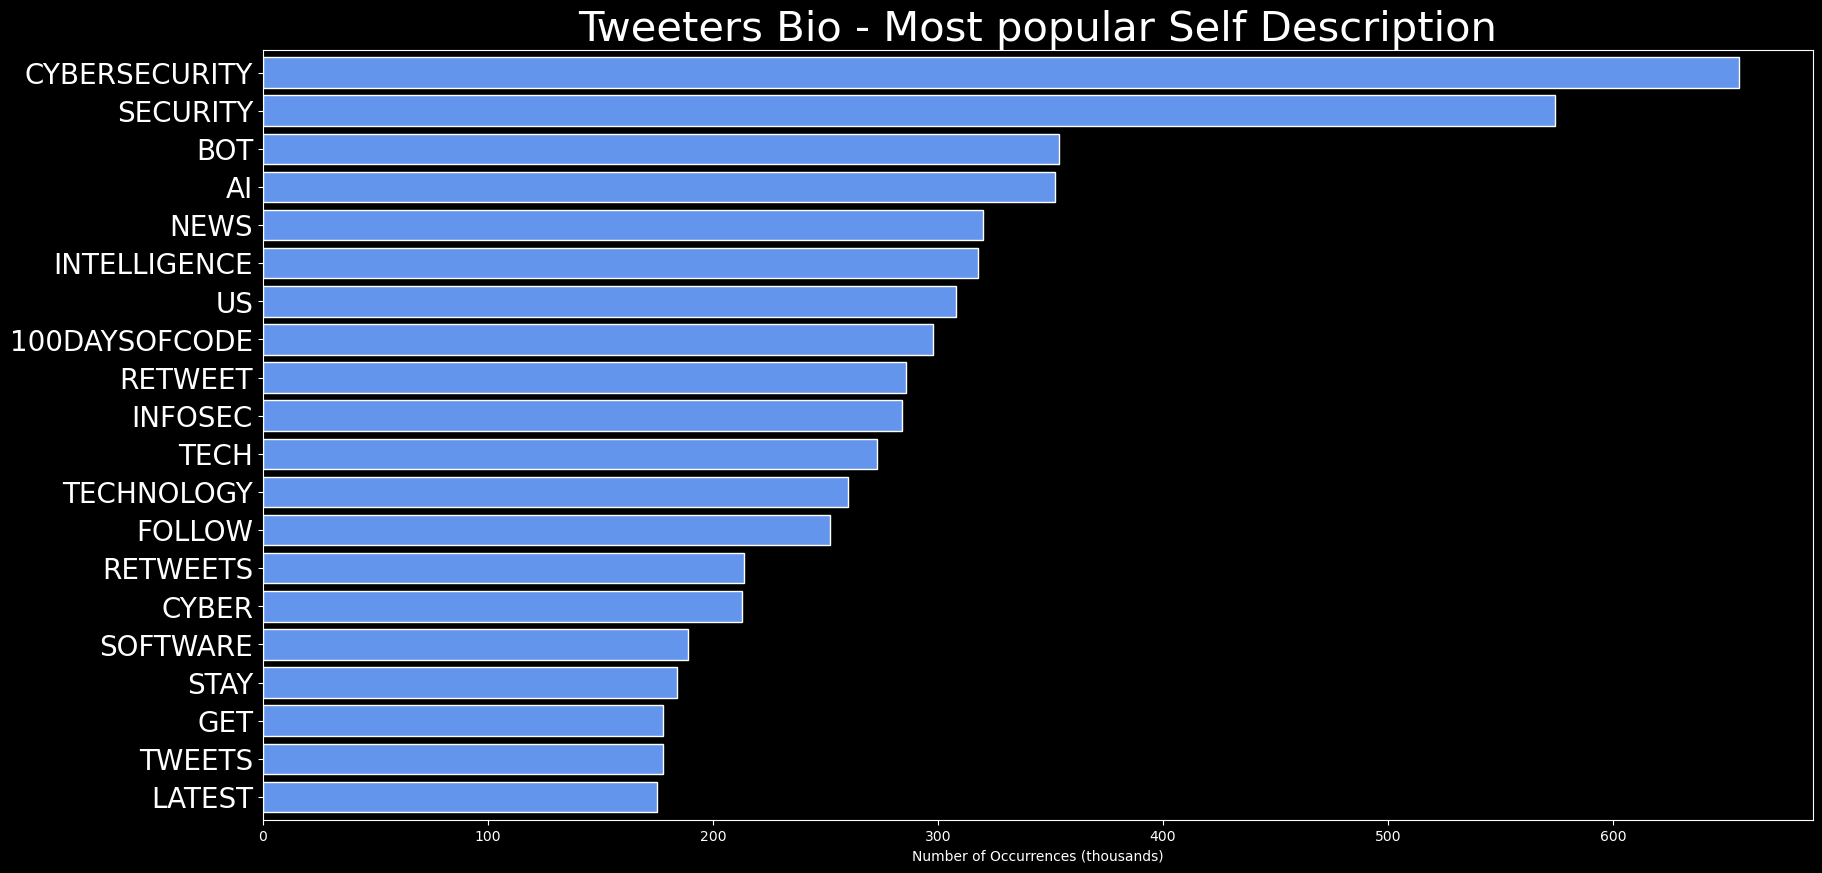 Tweeters Bio - Most popular Self Description
CYBERSECURITY
SECURITY
BOT
AI
NEWS
INTELLIGENCE
US
100DAYSOFCODE
RETWEET
INFOSEC
TECH
TECHNOLOGY
FOLLOW
RETWEETS
CYBER
SOFTWARE
STAY
GET
TWEETS
LATEST
0 100 200 300 400 500 600
Number of Occurrences (thousands)